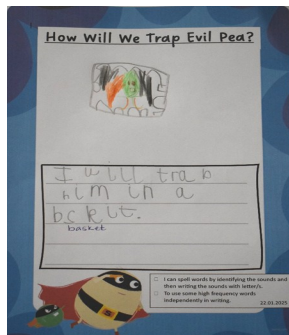 How Will We Trap Evil Pea?
I will trab
him in a
bskit.
basket
I can spell words by identifying the sounds and
then writing the sounds with letter/s.
To use some high frequency words
independently in writing.
22.01.2025